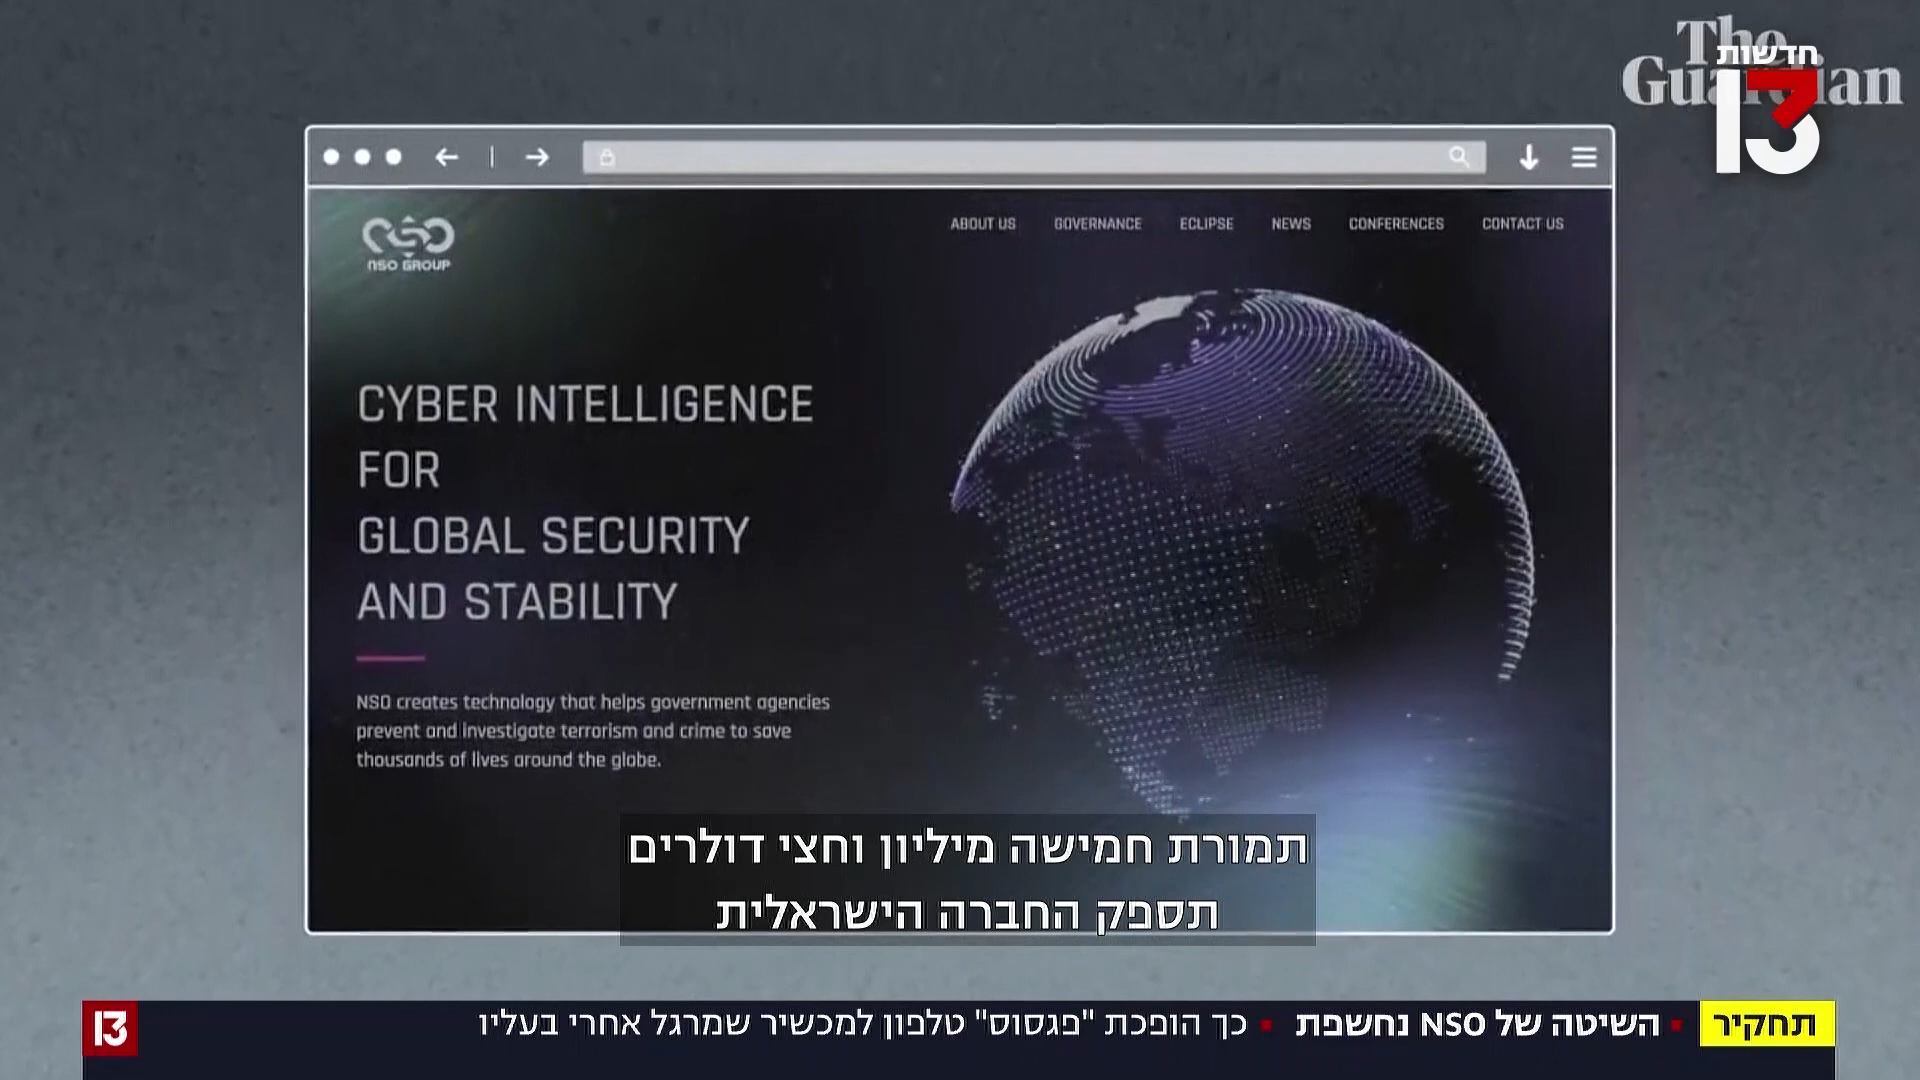 The
Guardian
חדשות
13
NSO GROUP
ABOUT US GOVERNANCE ECLIPSE NEWS CONFERENCES CONTACT US
CYBER INTELLIGENCE
FOR
GLOBAL SECURITY
AND STABILITY
NSO creates technology that helps government agencies
prevent and investigate terrorism and crime to save
thousands of lives around the globe.
תמורת חמישה מיליון וחצי דולרים
תספק החברה הישראלית
תחקיר ▪ השיטה של NSO נחשפת ▪ כך הופכת "פגסוס" טלפון למכשיר שמרגל אחרי בעליו
13